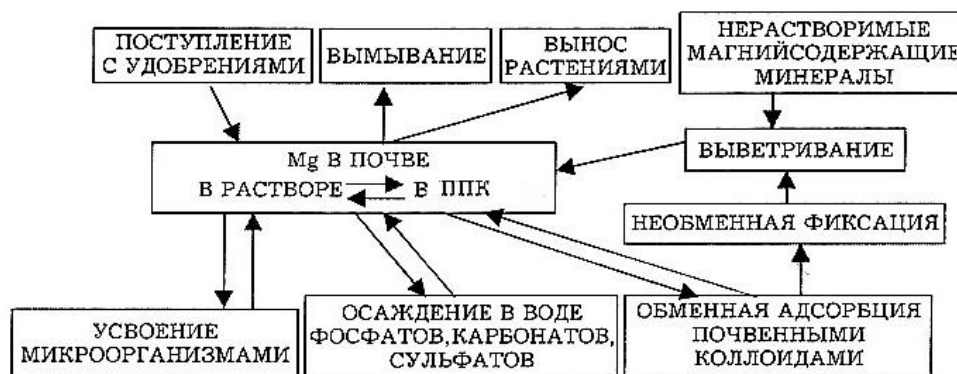 ПОСТУПЛЕНИЕ
С УДОБРЕНИЯМИ
ВЫМЫВАНИЕ
ВЫНОС
РАСТЕНИЯМИ
НЕРАСТВОРИМЫЕ
МАГНИЙСОДЕРЖАЩИЕ
МИНЕРАЛЫ
Mg В ПОЧВЕ
В РАСТВОРЕ В ППК
ВЫВЕТРИВАНИЕ
НЕОБМЕННАЯ ФИКСАЦИЯ
УСВОЕНИЕ
МИКРООРГАНИЗМАМИ
ОСАЖДЕНИЕ В ВОДЕ
ФОСФАТОВ,КАРБОНАТОВ,
СУЛЬФАТОВ
ОБМЕННАЯ АДСОРБЦИЯ
ПОЧВЕННЫМИ
КОЛЛОИДАМИ